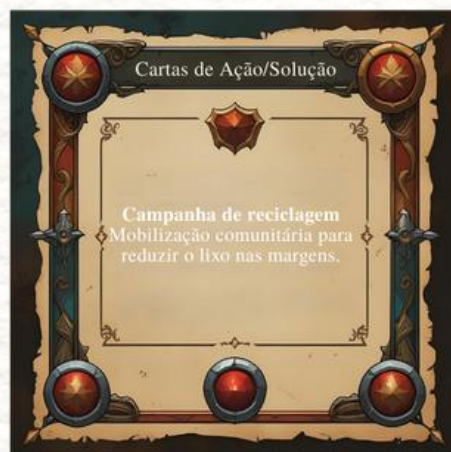 Cartas de Ação/Solução
Campanha de reciclagem
Mobilização comunitária para
reduzir o lixo nas margens.